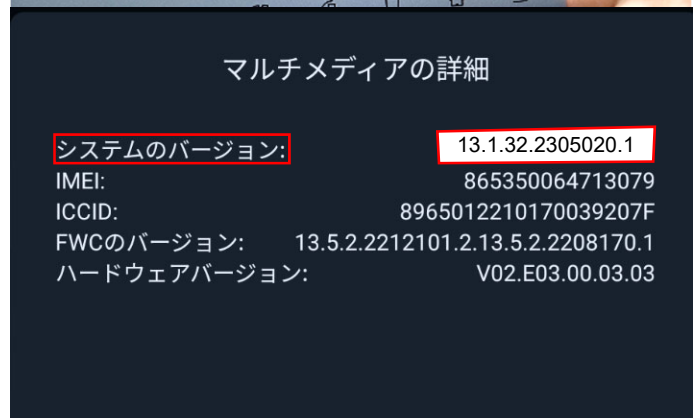 マルチメディアの詳細
システムのバージョン: 13.1.32.2305020.1
IMEI: 865350064713079
ICCID: 8965012210170039207F
FWCのバージョン: 13.5.2.2212101.2.13.5.2.2208170.1
ハードウェアバージョン: V02.E03.00.03.03